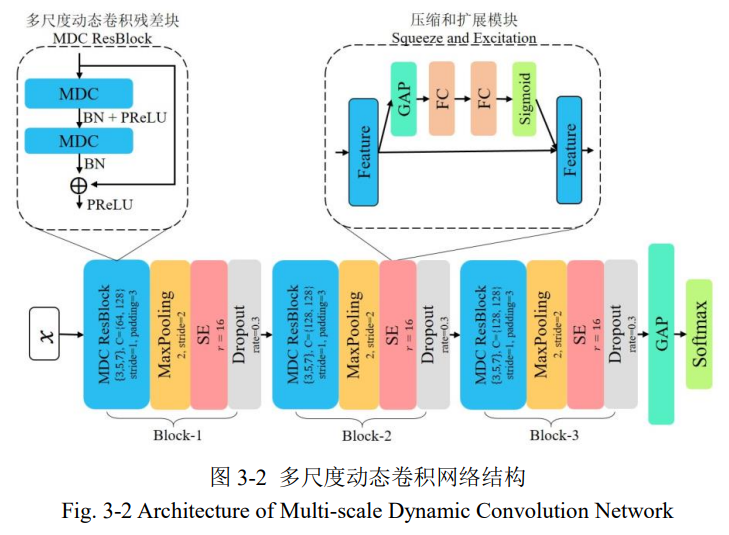 多尺度动态卷积残差块
MDC ResBlock
MDC
BN + PReLU
MDC
BN
PReLU
压缩和扩展模块
Squeeze and Excitation
Feature
GAP
FC
FC
Sigmoid
Feature
x
MDC ResBlock
{3,5,7}, C={64, 128}
stride=1, padding=3
MaxPooling
2, stride=2
SE
r = 16
Dropout
rate=0.3
MDC ResBlock
{3,5,7}, C={128, 128}
stride=1, padding=3
MaxPooling
2, stride=2
SE
r = 16
Dropout
rate=0.3
MDC ResBlock
{3,5,7}, C={128, 128}
stride=1, padding=3
MaxPooling
2, stride=2
SE
r = 16
Dropout
rate=0.3
GAP
Softmax
Block-1
Block-2
Block-3
图 3-2 多尺度动态卷积网络结构
Fig. 3-2 Architecture of Multi-scale Dynamic Convolution Network